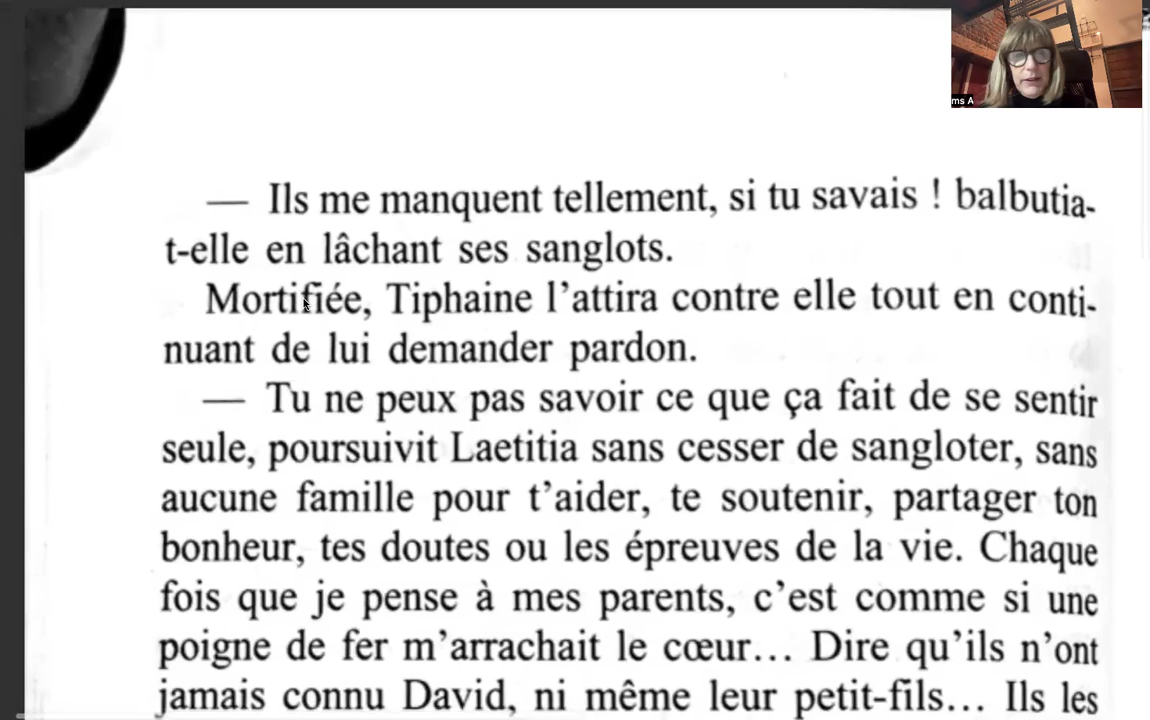 ms A
— Ils me manquent tellement, si tu savais ! balbutia-
t-elle en lâchant ses sanglots.
Mortifiée, Tiphaine l’attira contre elle tout en conti-
nuant de lui demander pardon.
— Tu ne peux pas savoir ce que ça fait de se sentir
seule, poursuivit Laetitia sans cesser de sangloter, sans
aucune famille pour t’aider, te soutenir, partager ton
bonheur, tes doutes ou les épreuves de la vie. Chaque
fois que je pense à mes parents, c’est comme si une
poigne de fer m’arrachait le cœur… Dire qu’ils n’ont
jamais connu David, ni même leur petit-fils… Ils les